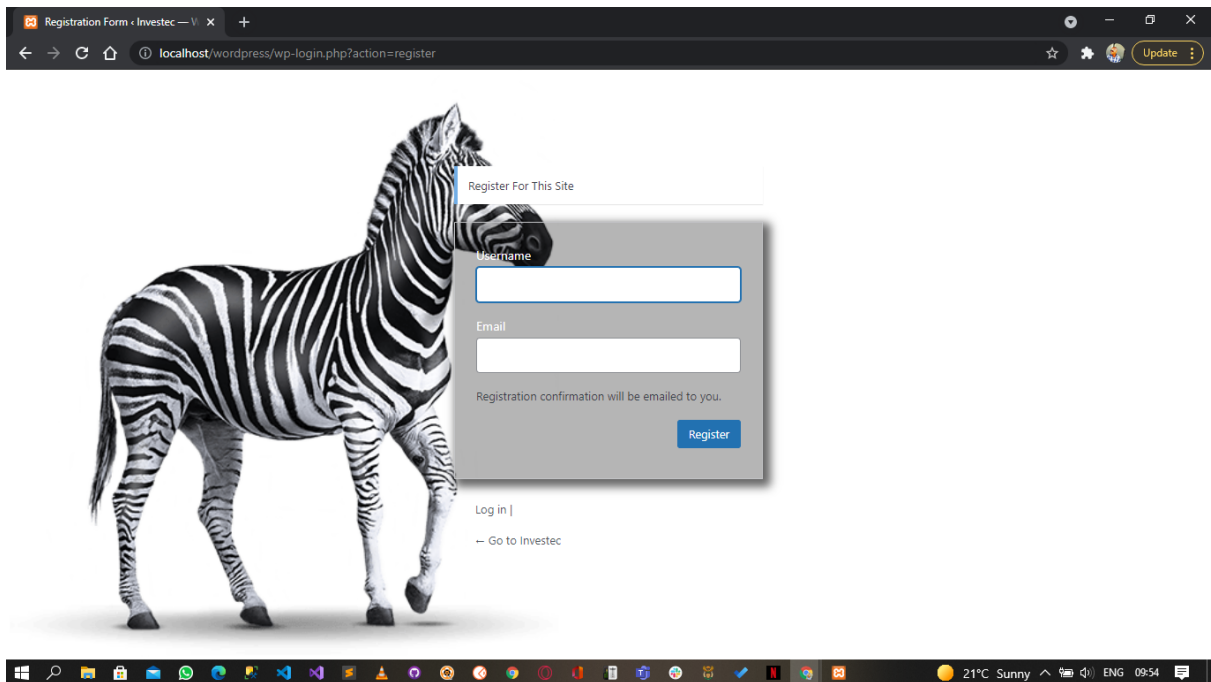 Registration Form ‹ Investec — W
localhost/wordpress/wp-login.php?action=register
Update
Register For This Site
Username
Email
Registration confirmation will be emailed to you.
Register
Log in |
← Go to Investec
21°C Sunny
ENG
09:54